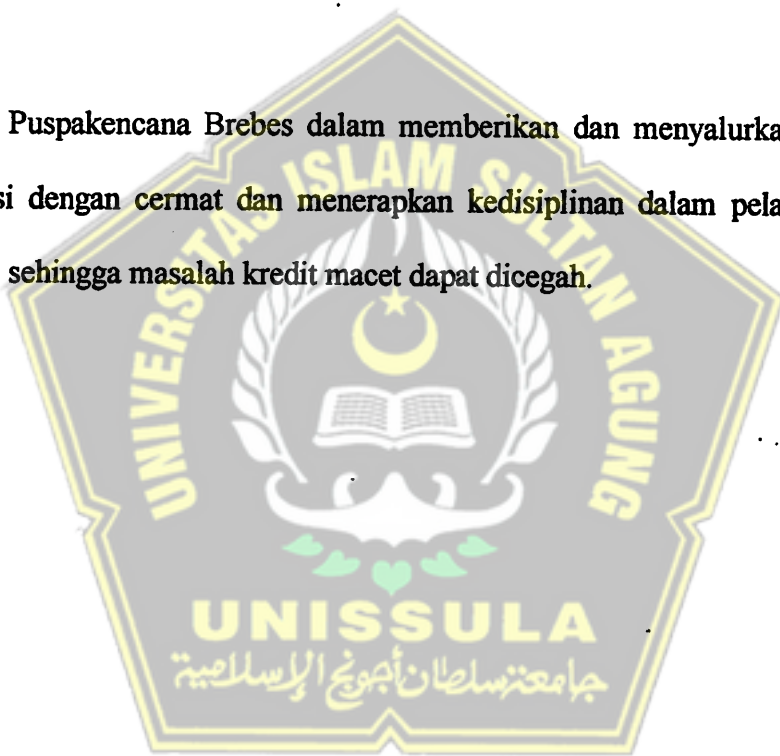 Puspakencana Brebes dalam memberikan dan menyalurka
si dengan cermat dan menerapkan kedisiplinan dalam pela
sehingga masalah kredit macet dapat dicegah.
UNIVERSITAS ISLAM SULTAN AGUNG
UNISSULA
جامعة سلطان أجونج الإسلامية